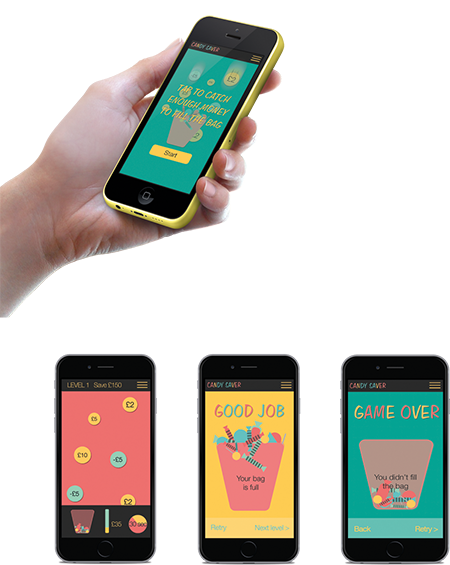 CANDY CAVER
TAP TO CATCH
ENOUGH MONEY
TO FILL THE BAG
£2
Start
LEVEL 1 Save £150
£2
£5
£10
-£5
-£5
£2
£35
30 sec
CANDY CAVER
GOOD JOB
Your bag
is full
Retry
Next level >
CANDY CAVER
GAME OVER
You didn't fill
the bag
Back
Retry >